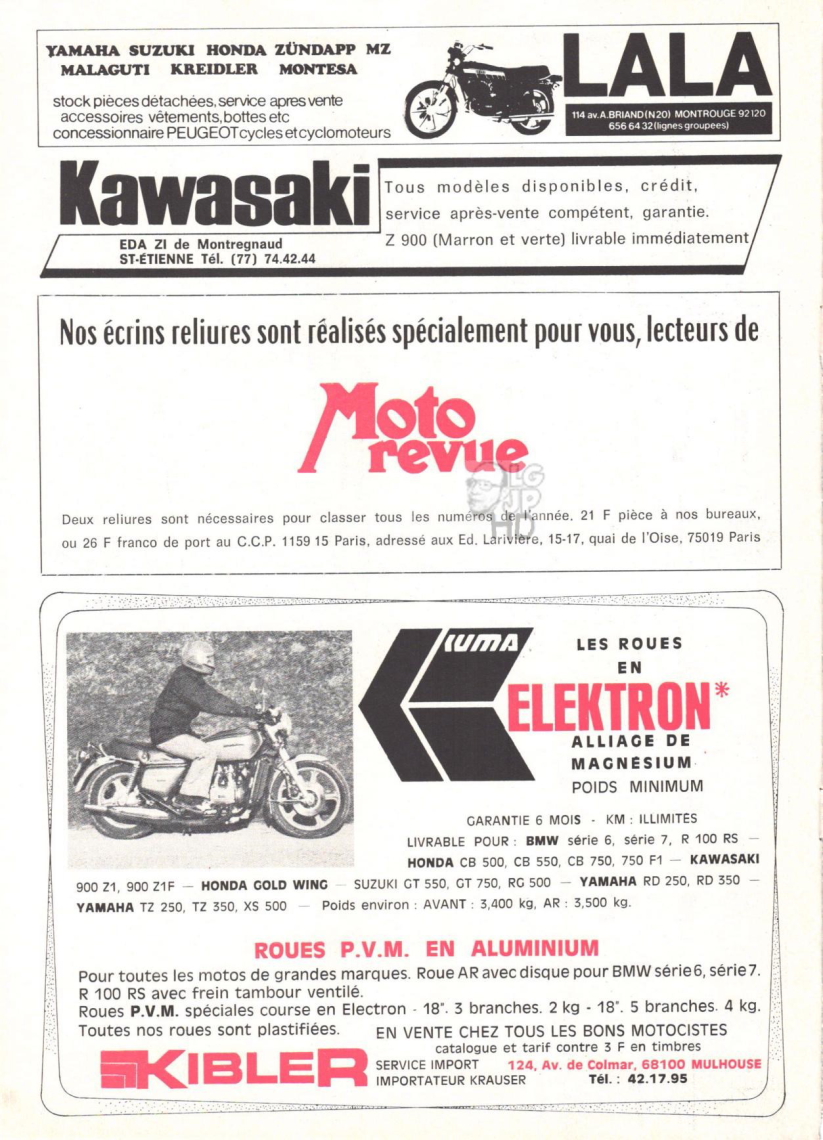 YAMAHA SUZUKI HONDA ZÜNDAPP MZ
MALAGUTI KREIDLER MONTESA
stock pièces détachées, service apres vente
accessoires vêtements, bottes etc
concessionnaire PEUGEOT cycles et cyclomoteurs
LALA
114 av. A. BRIAND (N20) MONTROUGE 92120
656 64 32 (lignes groupees)
Kawasaki
EDA ZI de Montregnaud
ST-ÉTIENNE Tél. (77) 74.42.44
Tous modèles disponibles, crédit,
service après-vente compétent, garantie.
Z 900 (Marron et verte) livrable immédiatement
Nos écrins reliures sont réalisés spécialement pour vous, lecteurs de
Moto
revue
LG
JP
HD
Deux reliures sont nécessaires pour classer tous les numéros de l'année. 21 F pièce à nos bureaux,
ou 26 F franco de port au C.C.P. 1159 15 Paris, adressé aux Ed. Larivière, 15-17, quai de l'Oise, 75019 Paris
LES ROUES
EN
ELEKTRON*
ALLIAGE DE
MAGNÉSIUM
POIDS MINIMUM
GARANTIE 6 MOIS - KM : ILLIMITES
LIVRABLE POUR : BMW série 6, série 7, R 100 RS —
HONDA CB 500, CB 550, CB 750, 750 F1 — KAWASAKI
900 Z1, 900 Z1F — HONDA GOLD WING — SUZUKI GT 550, GT 750, RG 500 — YAMAHA RD 250, RD 350 —
YAMAHA TZ 250, TZ 350, XS 500 — Poids environ : AVANT : 3,400 kg, AR : 3,500 kg.
ROUES P.V.M. EN ALUMINIUM
Pour toutes les motos de grandes marques. Roue AR avec disque pour BMW série 6, série 7.
R 100 RS avec frein tambour ventilé.
Roues P.V.M. spéciales course en Electron - 18". 3 branches. 2 kg - 18". 5 branches. 4 kg.
Toutes nos roues sont plastifiées.
EN VENTE CHEZ TOUS LES BONS MOTOCISTES
catalogue et tarif contre 3 F en timbres
KIBLER
SERVICE IMPORT
IMPORTATEUR KRAUSER
124, Av. de Colmar, 68100 MULHOUSE
Tél. : 42.17.95